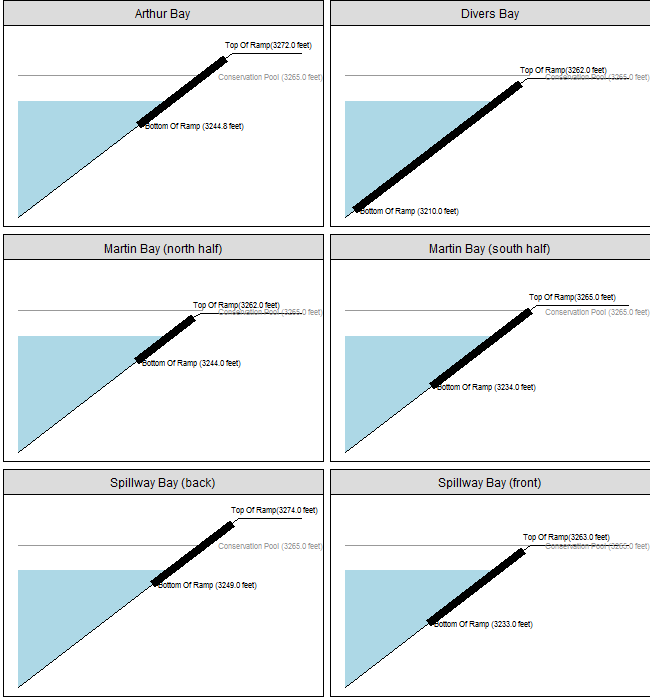 Arthur Bay
Top Of Ramp(3272.0 feet)
Conservation Pool (3265.0 feet)
Bottom Of Ramp (3244.8 feet)
Divers Bay
Top Of Ramp(3262.0 feet)
Conservation Pool (3265.0 feet)
Bottom Of Ramp (3210.0 feet)
Martin Bay (north half)
Top Of Ramp(3262.0 feet)
Conservation Pool (3265.0 feet)
Bottom Of Ramp (3244.0 feet)
Martin Bay (south half)
Top Of Ramp(3265.0 feet)
Conservation Pool (3265.0 feet)
Bottom Of Ramp (3234.0 feet)
Spillway Bay (back)
Top Of Ramp(3274.0 feet)
Conservation Pool (3265.0 feet)
Bottom Of Ramp (3249.0 feet)
Spillway Bay (front)
Top Of Ramp(3263.0 feet)
Conservation Pool (3265.0 feet)
Bottom Of Ramp (3233.0 feet)